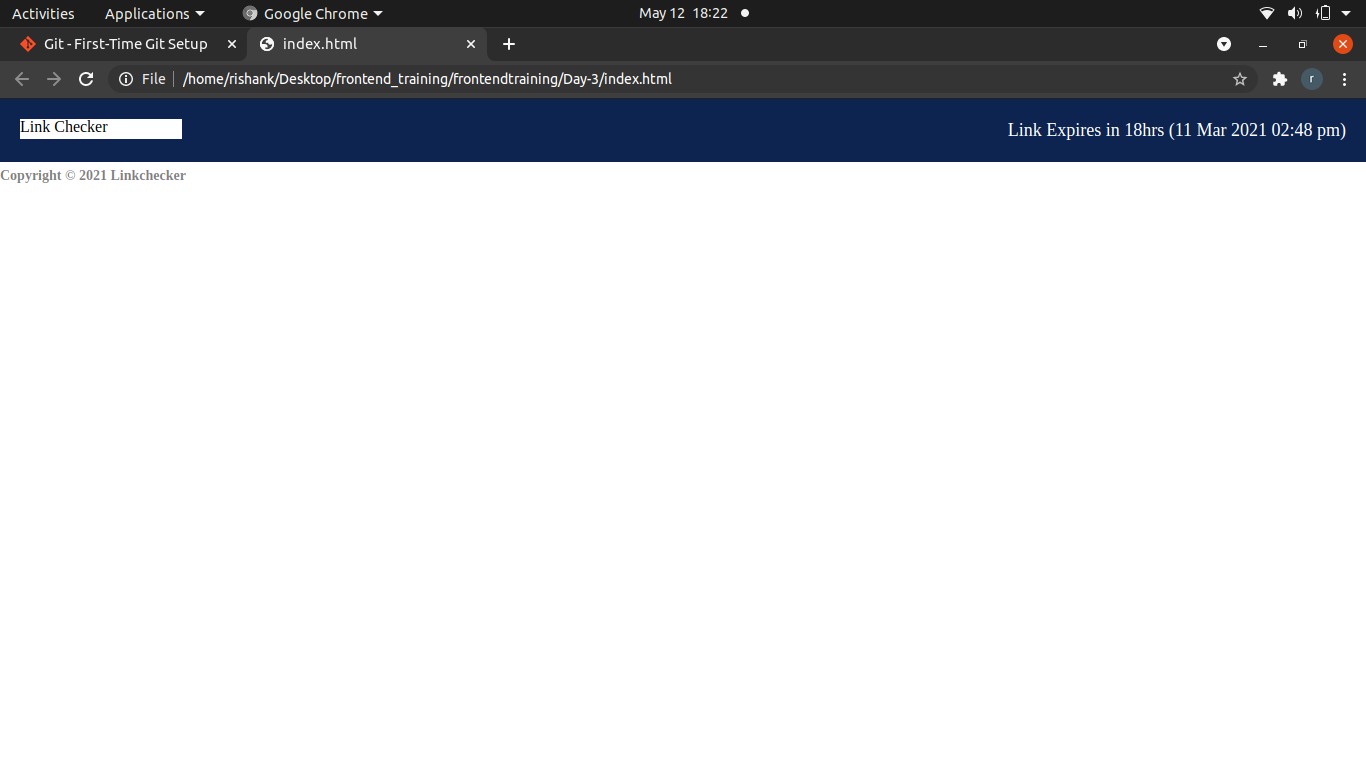 Activities Applications Google Chrome May 12 18:22
Git - First-Time Git Setup index.html
File /home/rishank/Desktop/frontend_training/frontendtraining/Day-3/index.html r
Link Checker Link Expires in 18hrs (11 Mar 2021 02:48 pm)
Copyright © 2021 Linkchecker